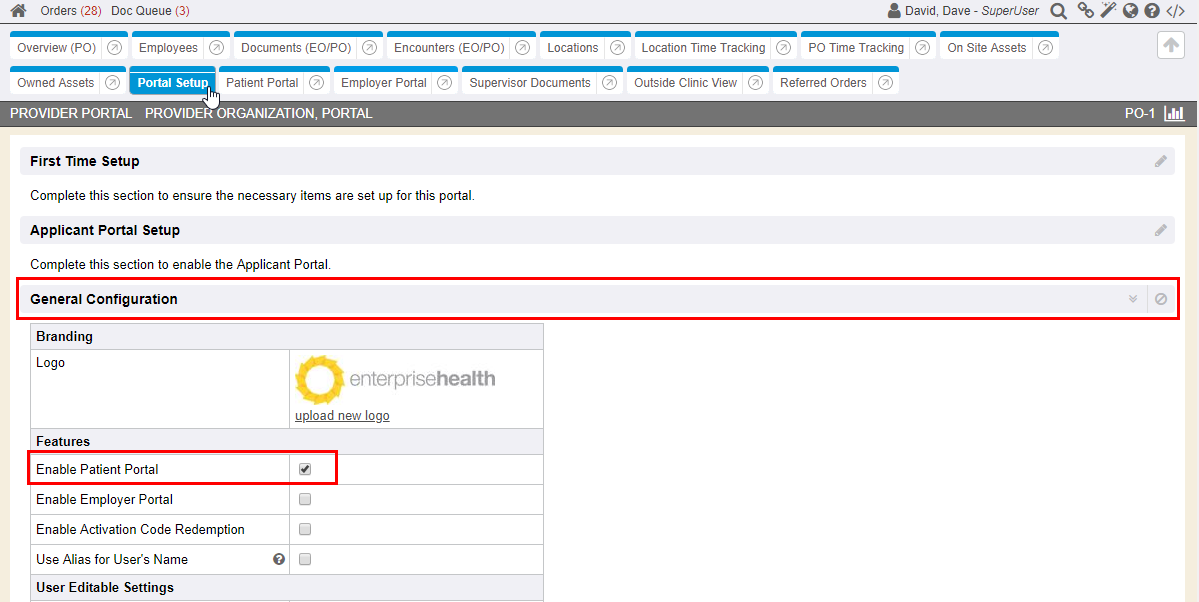 Orders (28) Doc Queue (3) David, Dave - SuperUser
Overview (PO) Employees Documents (EO/PO) Encounters (EO/PO) Locations Location Time Tracking PO Time Tracking On Site Assets
Owned Assets Portal Setup Patient Portal Employer Portal Supervisor Documents Outside Clinic View Referred Orders
PROVIDER PORTAL PROVIDER ORGANIZATION, PORTAL PO-1
First Time Setup
Complete this section to ensure the necessary items are set up for this portal.
Applicant Portal Setup
Complete this section to enable the Applicant Portal.
General Configuration
Branding
Logo
enterprisehealth
upload new logo
Features
Enable Patient Portal
Enable Employer Portal
Enable Activation Code Redemption
Use Alias for User's Name
User Editable Settings